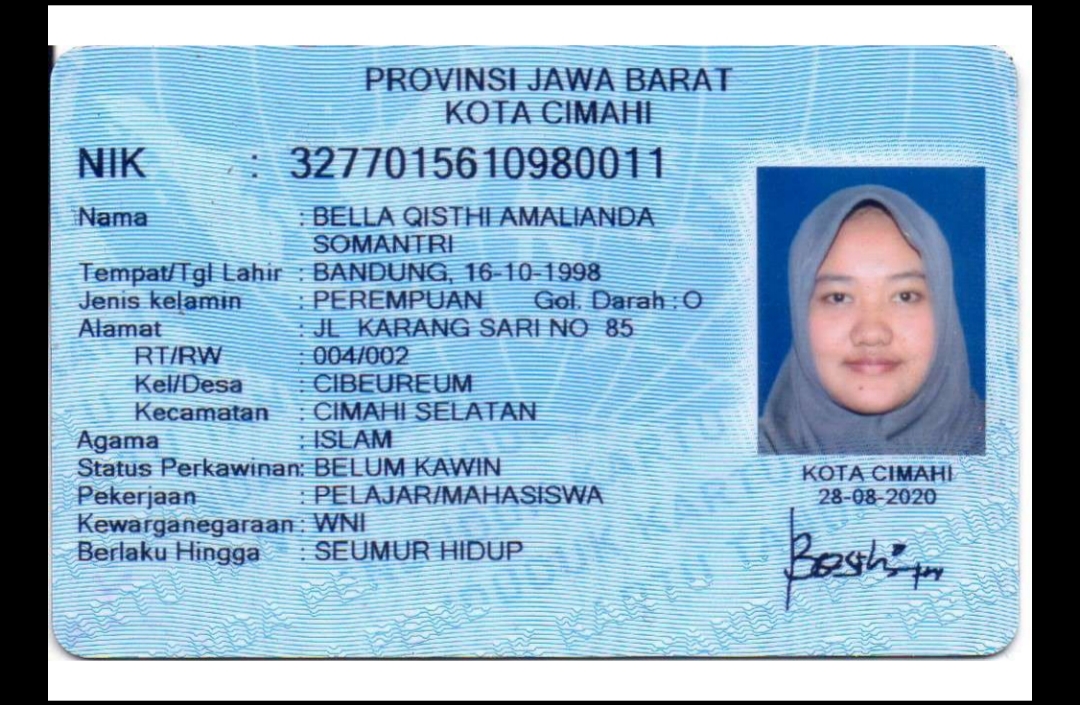 PROVINSI JAWA BARAT
KOTA CIMAHI
NIK : 3277015610980011
Nama : BELLA QISTHI AMALIANDA
SOMANTRI
Tempat/Tgl Lahir : BANDUNG, 16-10-1998
Jenis kelamin : PEREMPUAN Gol. Darah : O
Alamat : JL KARANG SARI NO 85
RT/RW : 004/002
Kel/Desa : CIBEUREUM
Kecamatan : CIMAHI SELATAN
Agama : ISLAM
Status Perkawinan: BELUM KAWIN
Pekerjaan : PELAJAR/MAHASISWA
Kewarganegaraan : WNI
Berlaku Hingga : SEUMUR HIDUP
KOTA CIMAHI
28-08-2020